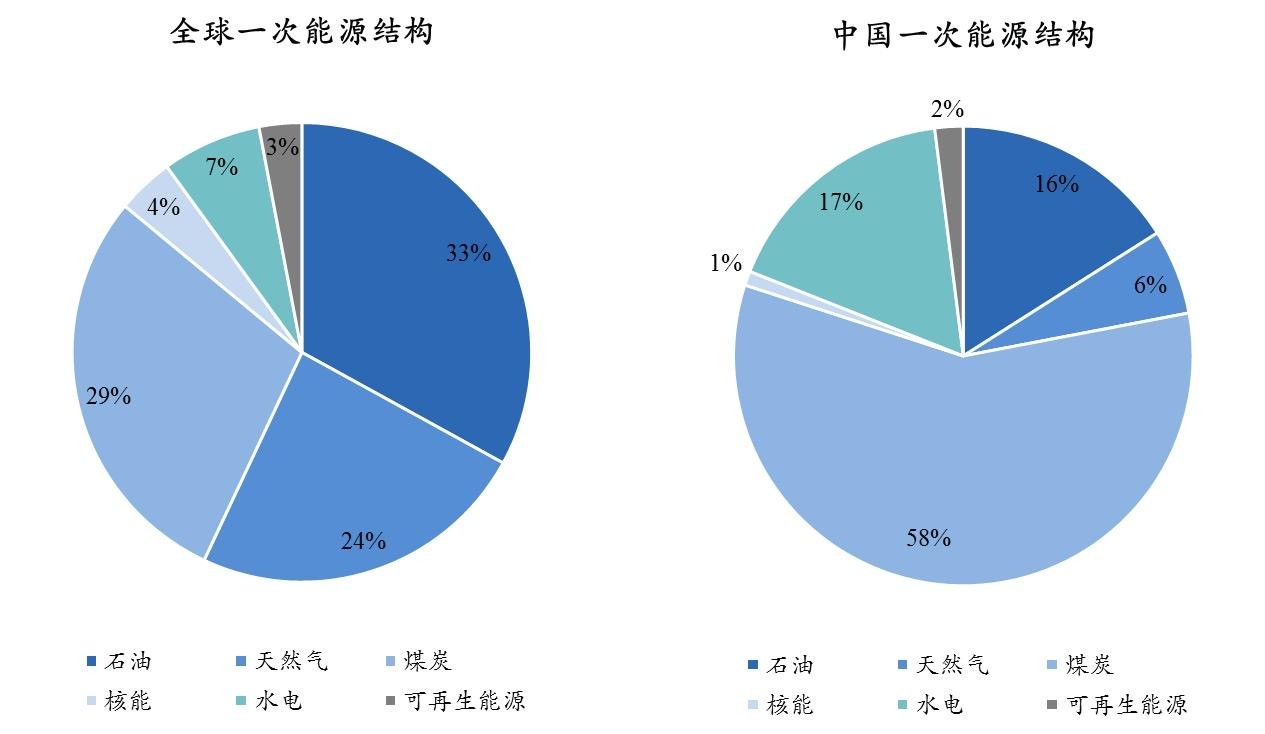 全球一次能源结构
33%
24%
29%
4%
7%
3%
石油 天然气 煤炭
核能 水电 可再生能源
中国一次能源结构
16%
6%
58%
1%
17%
2%
石油 天然气 煤炭
核能 水电 可再生能源